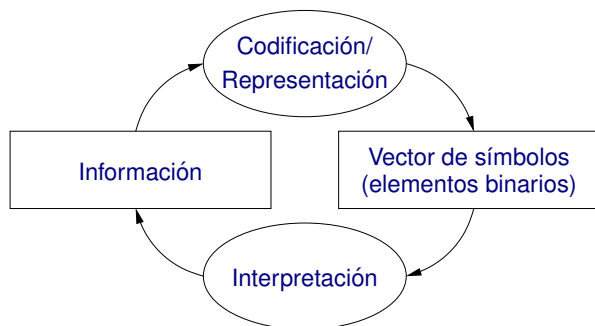 Codificación/
Representación
Información
Vector de símbolos
(elementos binarios)
Interpretación